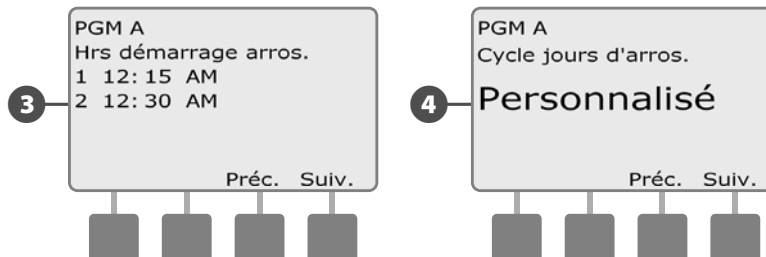 3
PGM A
Hrs démarrage arros.
1 12: 15 AM
2 12: 30 AM
Préc. Suiv.
4
PGM A
Cycle jours d'arros.
Personnalisé
Préc. Suiv.